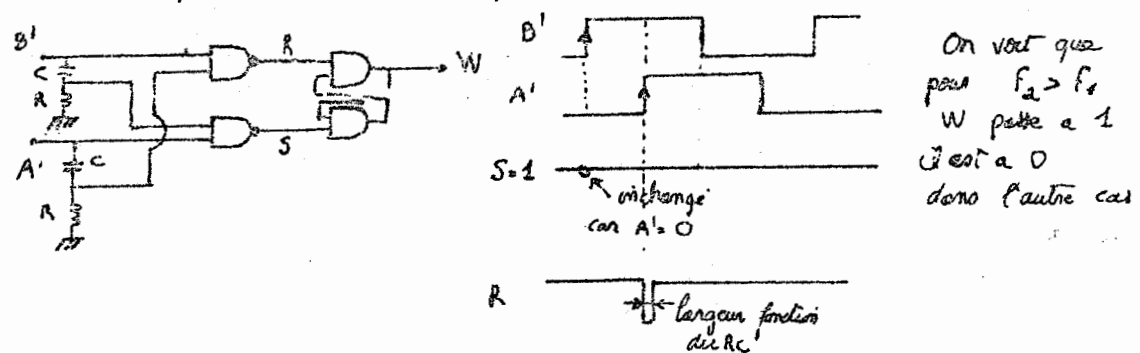 B'
C
R
A'
C
R
R
S
W
B'
A'
S=1
inchangé
car A'=0
R
largeur fonction
du RC
On voit que
pour f2 > f1
W passe a 1
il est a 0
dans l'autre cas